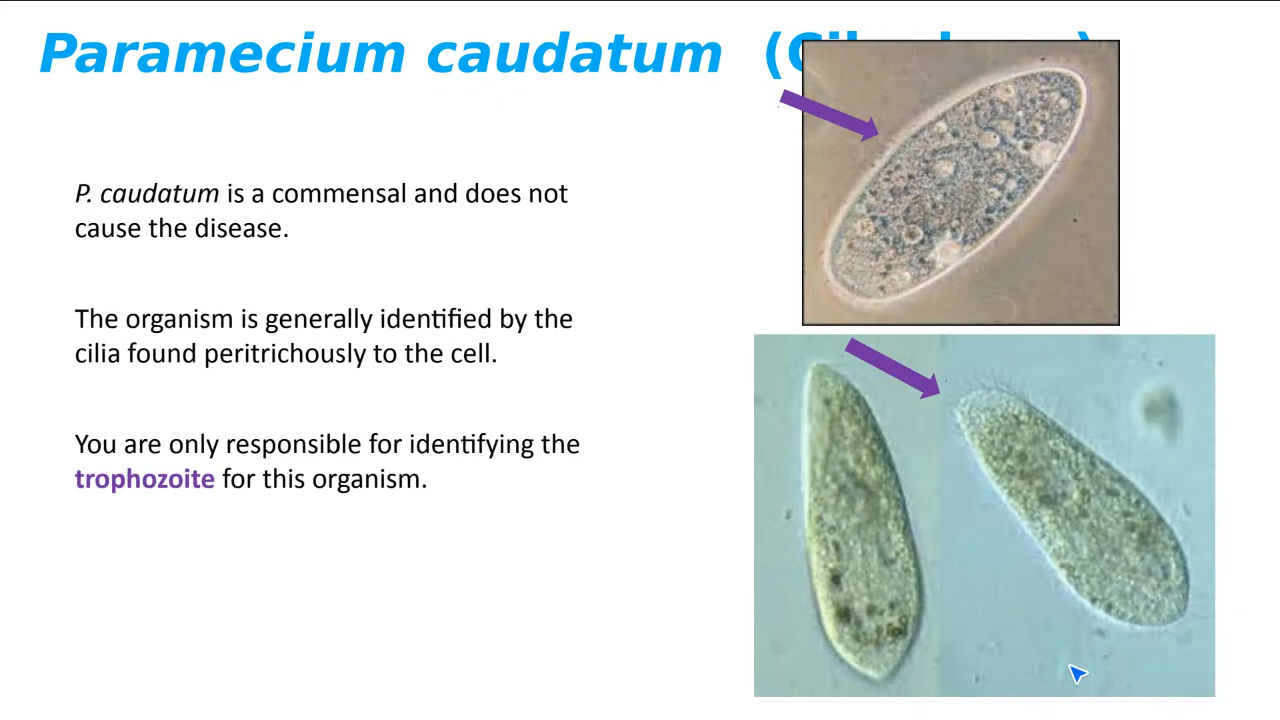 Paramecium caudatum
P. caudatum is a commensal and does not
cause the disease.
The organism is generally identified by the
cilia found peritrichously to the cell.
You are only responsible for identifying the
trophozoite for this organism.